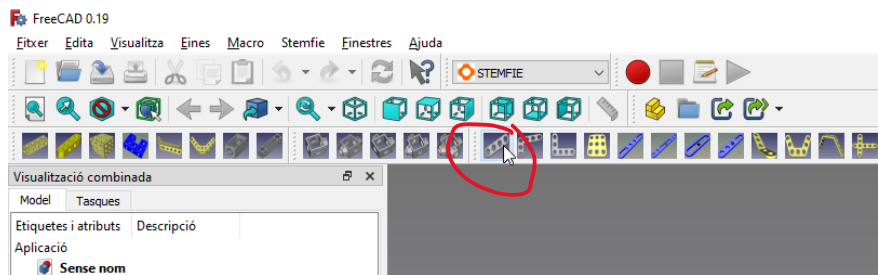 FreeCAD 0.19
Fitxer Edita Visualitza Eines Macro Stemfie Finestres Ajuda
STEMFIE
Visualització combinada
Model Tasques
Etiquetes i atributs Descripció
Aplicació
Sense nom